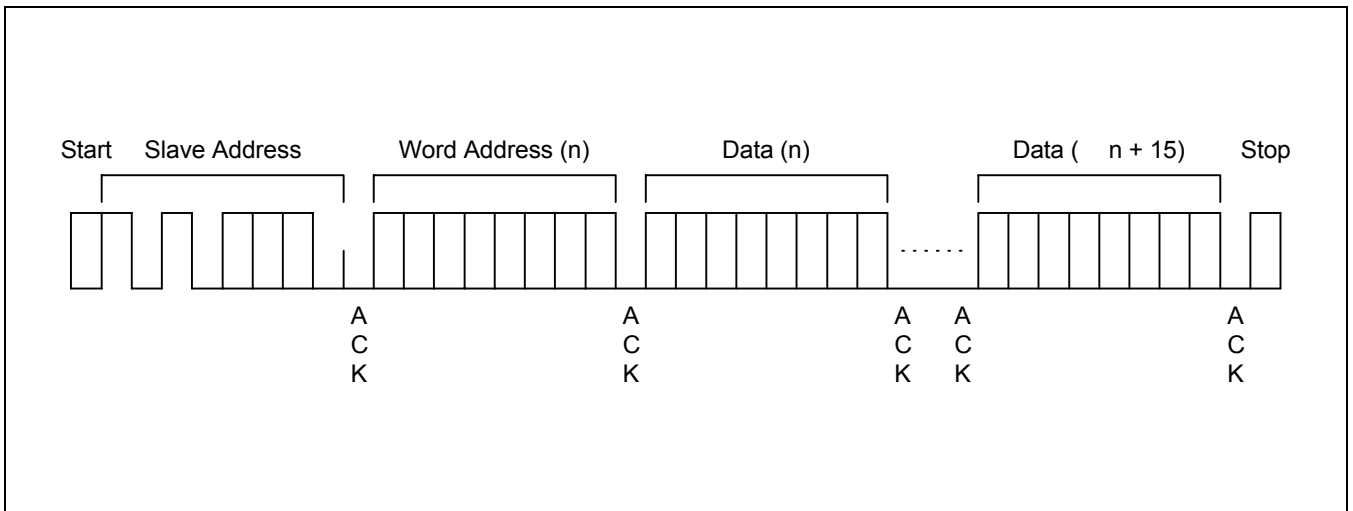 Start Slave Address Word Address (n) Data (n) Data ( n + 15) Stop
A A A A A
C C C C C
K K K K K